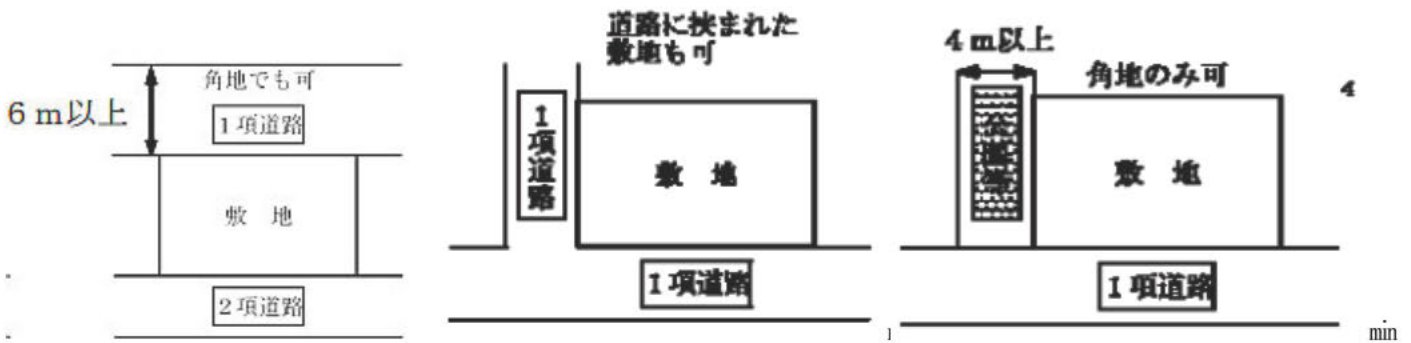 角地でも可
6 m以上
1項道路
敷 地
2項道路
道路に挟まれた
敷地も可
1項道路
敷 地
1項道路
4 m以上
角地のみ可
敷 地
1項道路
4
min